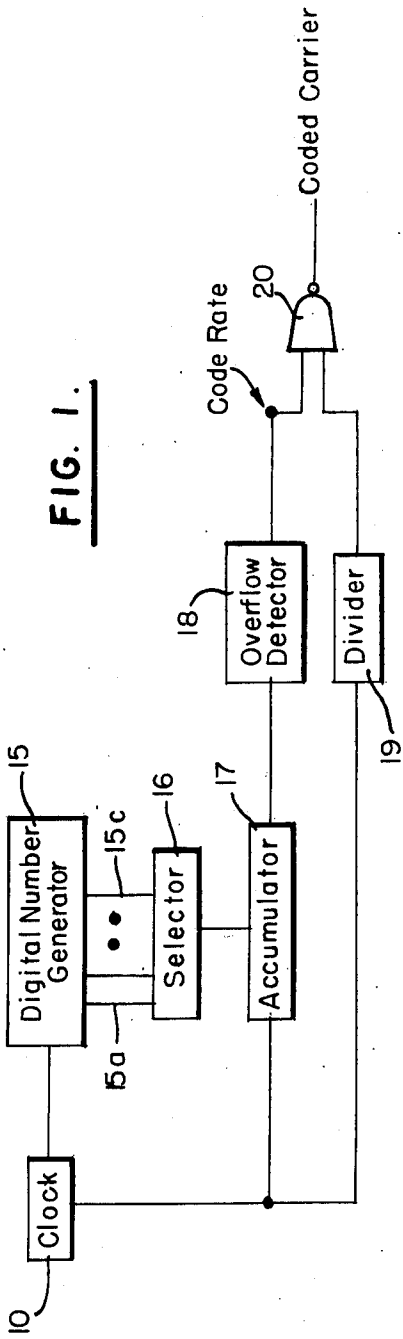 FIG. 1.
10
Clock
15
Digital Number
Generator
15a
15c
16
Selector
17
Accumulator
18
Overflow
Detector
Code Rate
19
Divider
20
Coded Carrier